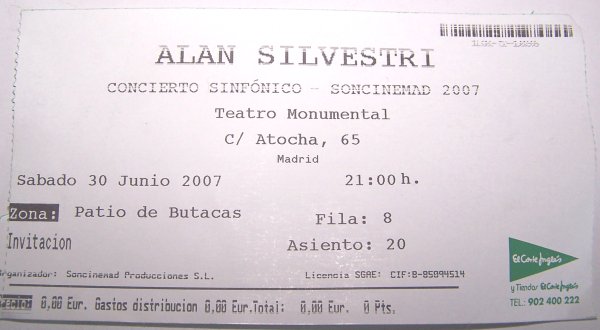 ALAN SILVESTRI
CONCIERTO SINFÓNICO - SONCINEMAD 2007
Teatro Monumental
C/ Atocha, 65
Madrid
Sabado 30 Junio 2007 21:00 h.
Zona: Patio de Butacas Fila: 8
Invitacion Asiento: 20
El Corte Inglés
y Tiendas El Corte Inglés
TEL.: 902 400 222
Organizador: Soncinemad Producciones S.L. Licencia SGAE: CIF:B-85094514
0,00 Eur. Gastos distribucion 0,00 Eur.Total: 0,00 Eur. 0 Pts.